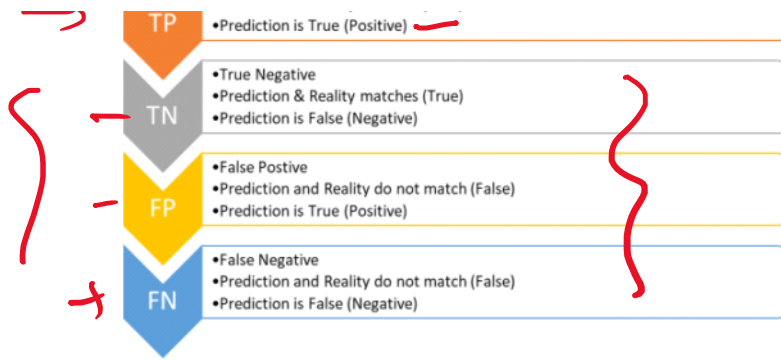 TP
•Prediction is True (Positive)
TN
•True Negative
•Prediction & Reality matches (True)
•Prediction is False (Negative)
FP
•False Postive
•Prediction and Reality do not match (False)
•Prediction is True (Positive)
FN
•False Negative
•Prediction and Reality do not match (False)
•Prediction is False (Negative)